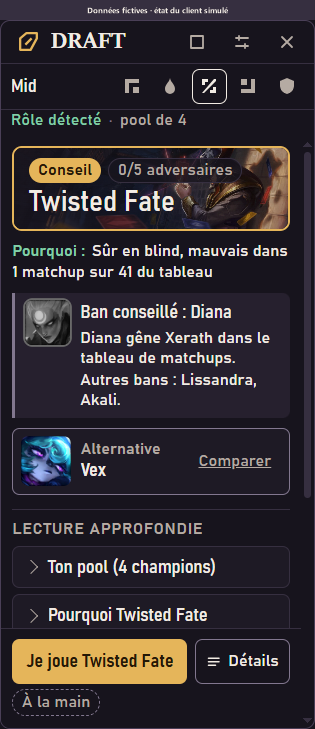 Données fictives · état du client simulé
DRAFT
Mid
Rôle détecté · pool de 4
Conseil
0/5 adversaires
Twisted Fate
Pourquoi : Sûr en blind, mauvais dans
1 matchup sur 41 du tableau
Ban conseillé : Diana
Diana gêne Xerath dans le
tableau de matchups.
Autres bans : Lissandra,
Akali.
Alternative
Vex
Comparer
LECTURE APPROFONDIE
Ton pool (4 champions)
Pourquoi Twisted Fate
Je joue Twisted Fate
Détails
À la main